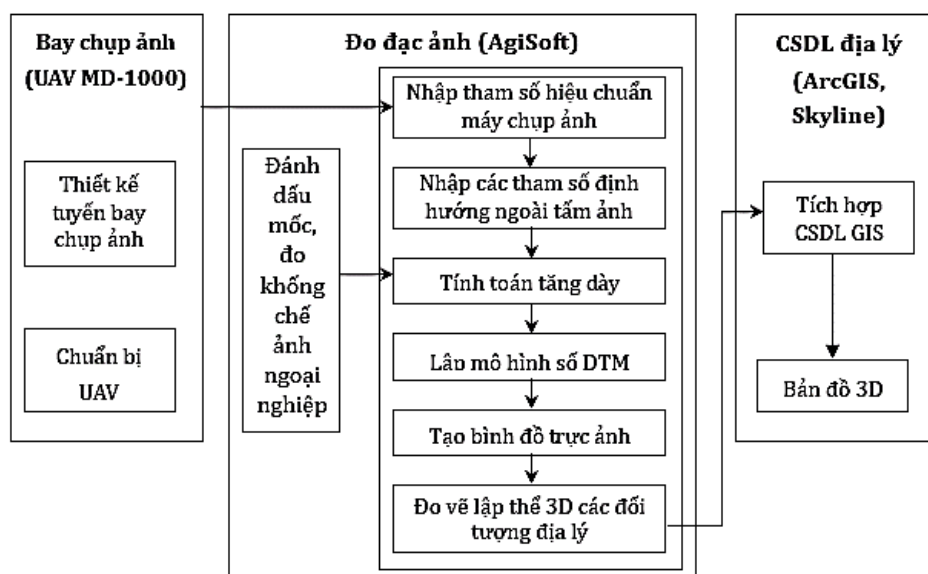 Bay chụp ảnh
(UAV MD-1000)
Thiết kế
tuyến bay
chụp ảnh
Chuẩn bị
UAV
Đo đạc ảnh (AgiSoft)
Đánh
dấu
mốc,
đo
khống
chế
ảnh
ngoại
nghiệp
Nhập tham số hiệu chuẩn
máy chụp ảnh
Nhập các tham số định
hướng ngoài tấm ảnh
Tính toán tăng dày
Lập mô hình số DTM
Tạo bình đồ trực ảnh
Đo vẽ lập thể 3D các đối
tượng địa lý
CSDL địa lý
(ArcGIS,
Skyline)
Tích hợp
CSDL GIS
Bản đồ 3D